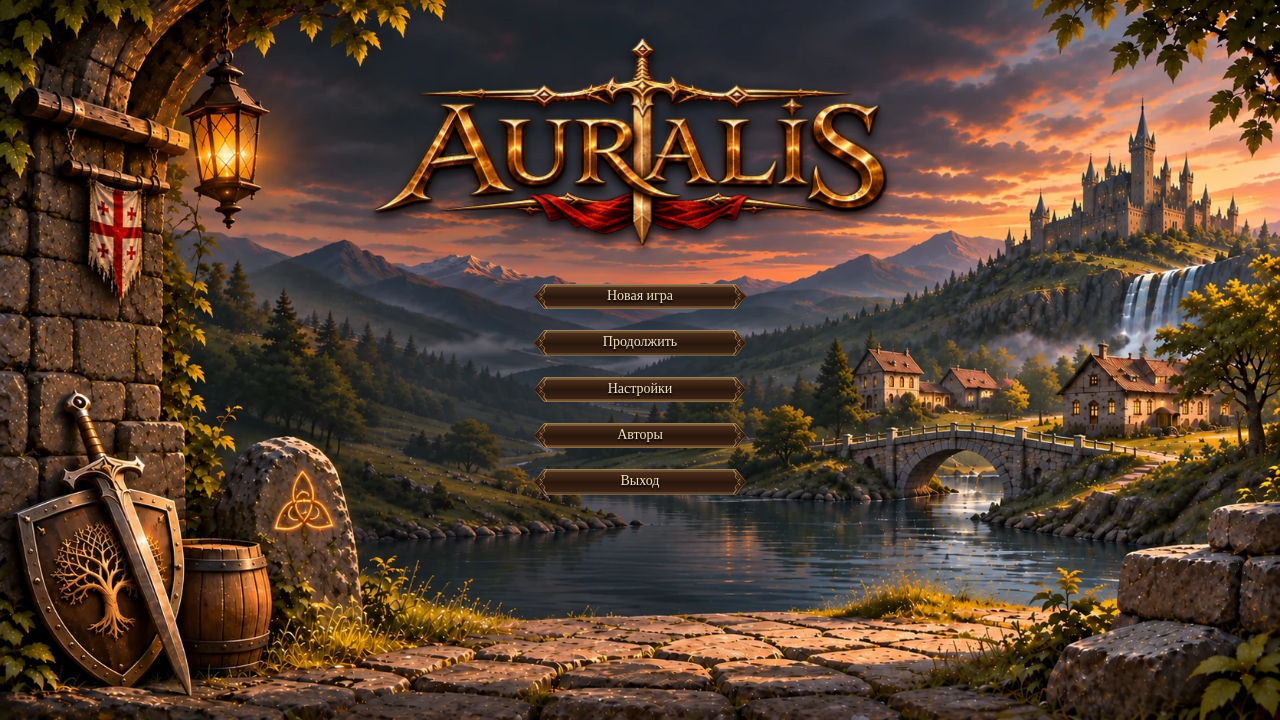 AURALIS
Новая игра
Продолжить
Настройки
Авторы
Выход